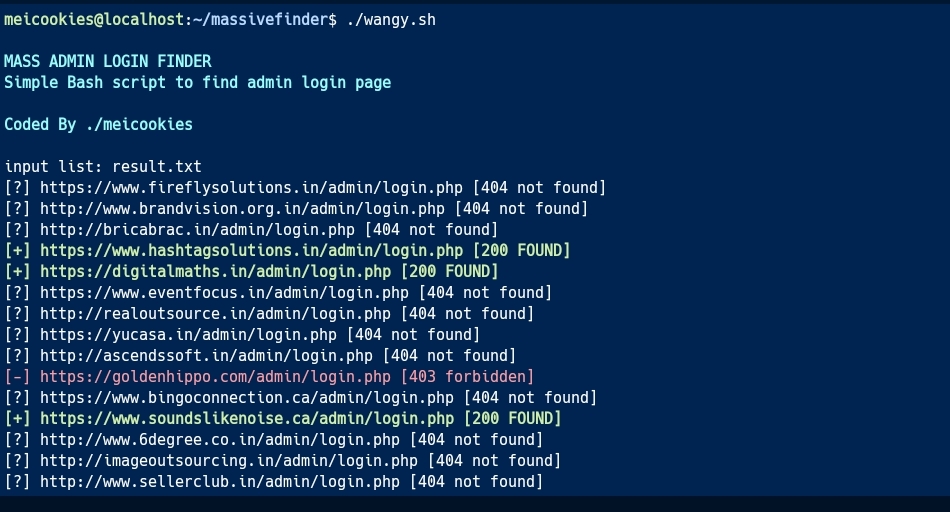 meicookies@localhost:~/massivefinder$ ./wangy.sh
MASS ADMIN LOGIN FINDER
Simple Bash script to find admin login page
Coded By ./meicookies
input list: result.txt
[?] https://www.fireflysolutions.in/admin/login.php [404 not found]
[?] http://www.brandvision.org.in/admin/login.php [404 not found]
[?] http://bricabrac.in/admin/login.php [404 not found]
[+] https://www.hashtagsolutions.in/admin/login.php [200 FOUND]
[+] https://digitalmaths.in/admin/login.php [200 FOUND]
[?] https://www.eventfocus.in/admin/login.php [404 not found]
[?] http://realoutsource.in/admin/login.php [404 not found]
[?] https://yucasa.in/admin/login.php [404 not found]
[?] http://ascendssoft.in/admin/login.php [404 not found]
[-] https://goldenhippo.com/admin/login.php [403 forbidden]
[?] https://www.bingoconnection.ca/admin/login.php [404 not found]
[+] https://www.soundslikenoise.ca/admin/login.php [200 FOUND]
[?] http://www.6degree.co.in/admin/login.php [404 not found]
[?] http://imageoutsourcing.in/admin/login.php [404 not found]
[?] http://www.sellerclub.in/admin/login.php [404 not found]